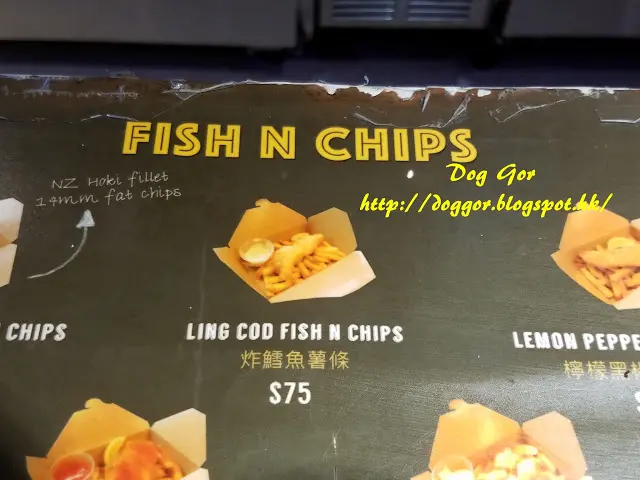 FISH N CHIPS
Dog Gor
http://doggor.blogspot.hk/
NZ Hoki fillet
14mm fat chips
CHIPS
LING COD FISH N CHIPS
炸鱈魚薯條
$75
LEMON PEPPE
檸檬黑椒